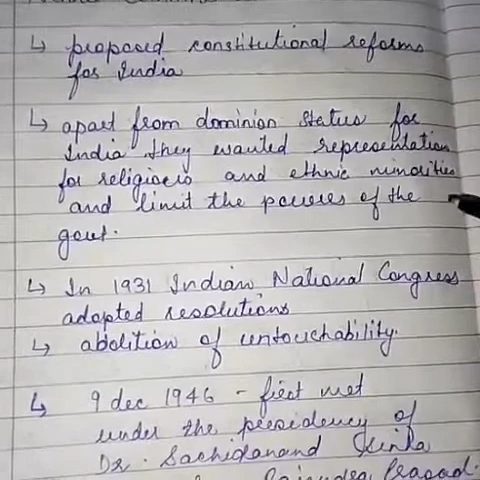 ↳ proposed constitutional reforms
for India
↳ apart from dominion status for
India they wanted representation
for religious and ethnic minorities
and limit the powers of the
govt.
↳ In 1931 Indian National Congress
adopted resolutions
↳ abolition of untouchability.
↳ 9 dec 1946 - first met
under the presidency of
Dr. Sachidanand Sinha
Rajendra Prasad.